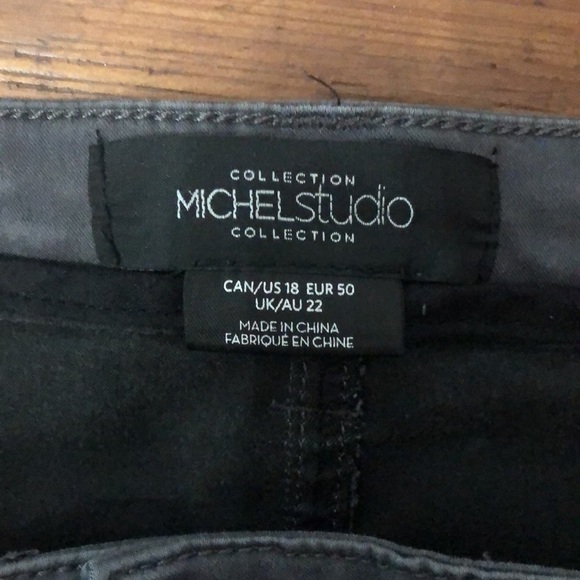 COLLECTION
MICHELstudio
COLLECTION
CAN/US 18 EUR 50
UK/AU 22
MADE IN CHINA
FABRIQUÉ EN CHINE